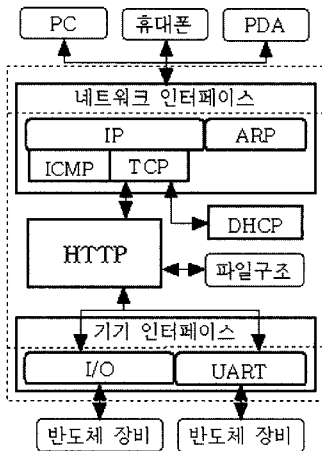 PC 휴대폰 PDA
네트워크 인터페이스
IP ARP
ICMP TCP
DHCP
HTTP
파일구조
기기 인터페이스
I/O UART
반도체 장비 반도체 장비